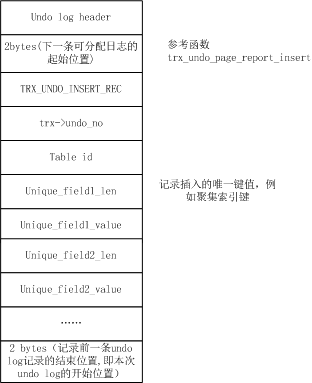 Undo log header
2bytes(下一条可分配日志的
起始位置)
参考函数
trx_undo_page_report_insert
TRX_UNDO_INSERT_REC
trx->undo_no
Table id
Unique_field1_len
记录插入的唯一键值，例
如聚集索引键
Unique_field1_value
Unique_field2_len
Unique_field2_value
……
2 bytes（记录前一条undo
log记录的结束位置,即本次
undo log的开始位置）